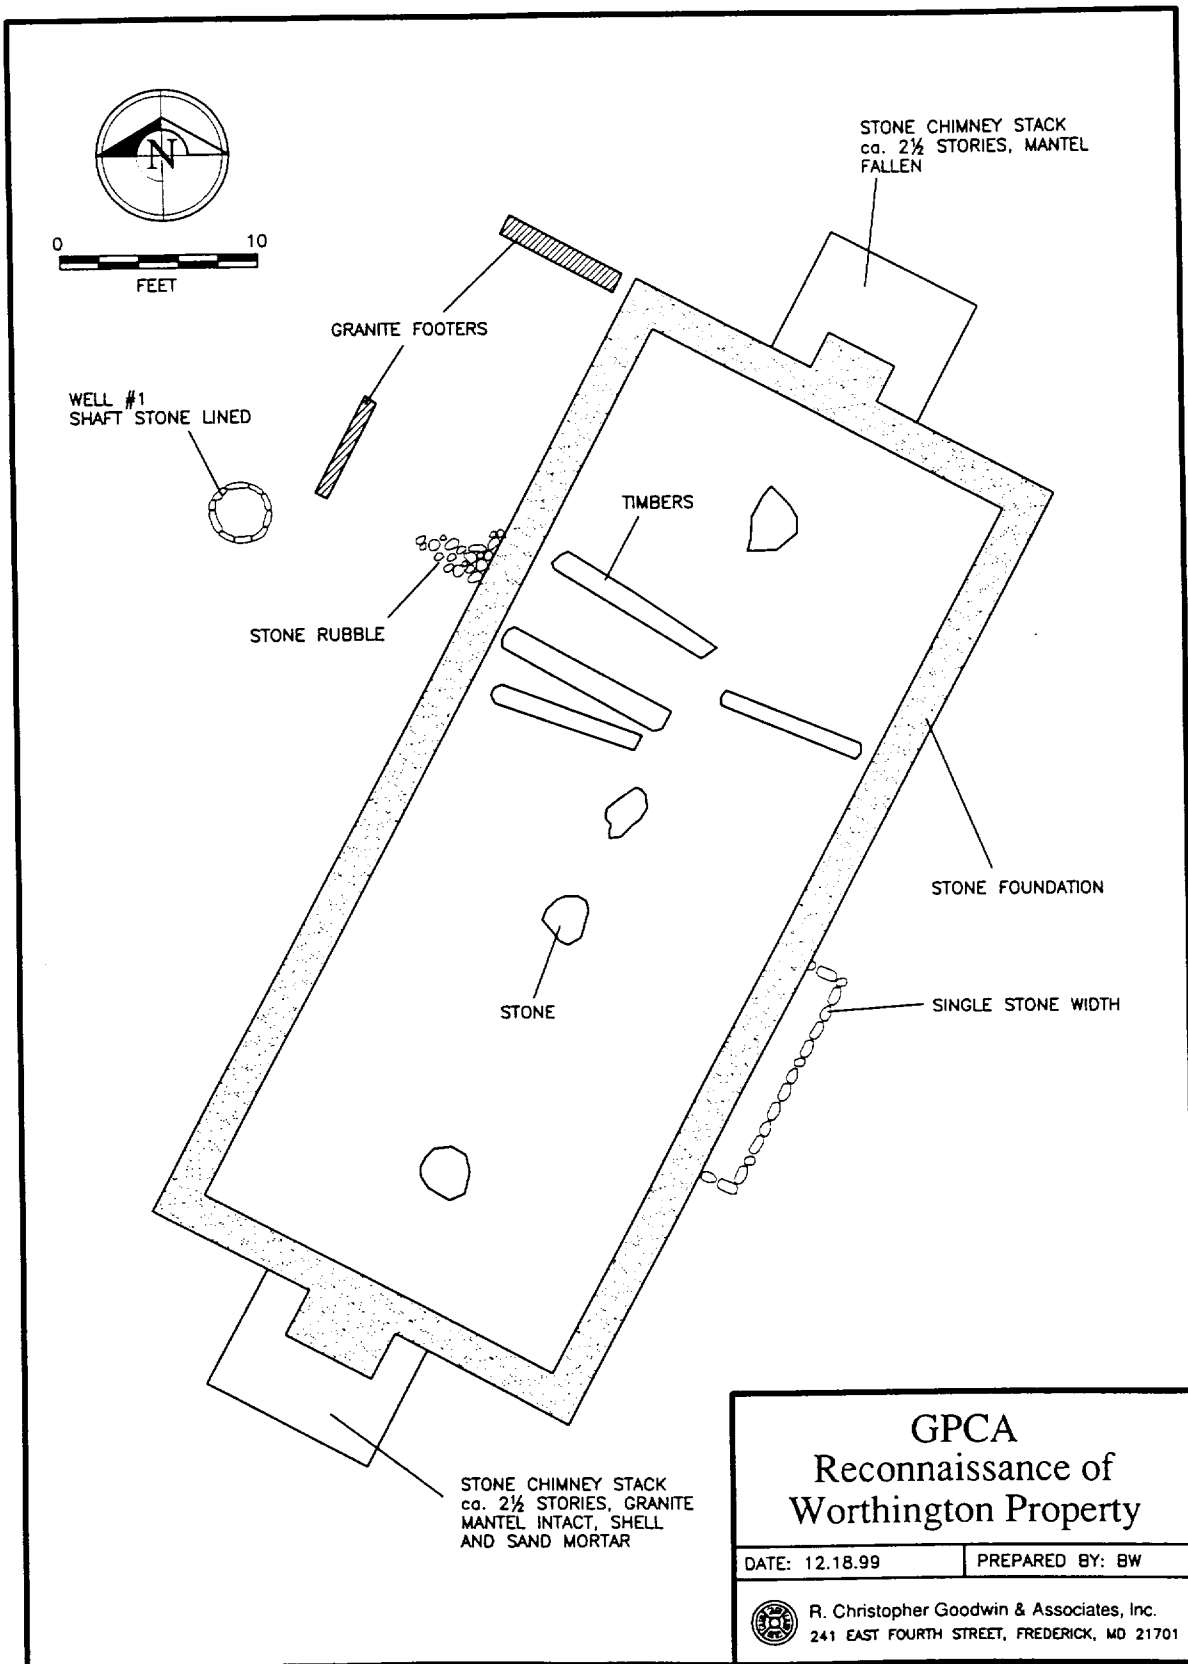 N
0 10
FEET
STONE CHIMNEY STACK
ca. 2½ STORIES, MANTEL
FALLEN
GRANITE FOOTERS
WELL #1
SHAFT STONE LINED
TIMBERS
STONE RUBBLE
STONE FOUNDATION
STONE
SINGLE STONE WIDTH
STONE CHIMNEY STACK
ca. 2½ STORIES, GRANITE
MANTEL INTACT, SHELL
AND SAND MORTAR
GPCA
Reconnaissance of
Worthington Property
DATE: 12.18.99
PREPARED BY: BW
R. Christopher Goodwin & Associates, Inc.
241 EAST FOURTH STREET, FREDERICK, MD 21701